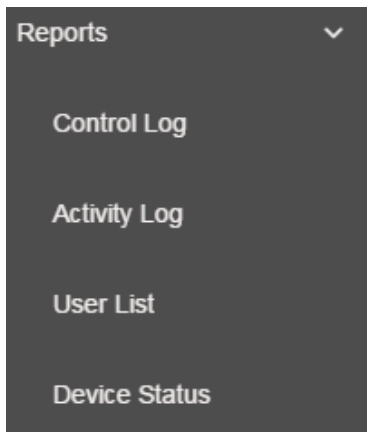 Reports
Control Log
Activity Log
User List
Device Status